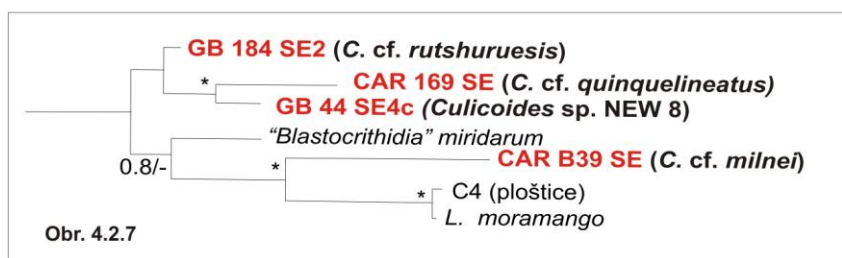 GB 184 SE2 (C. cf. rutshuruesis)
* CAR 169 SE (C. cf. quinquelineatus)
GB 44 SE4c (Culicoides sp. NEW 8)
“Blastocrithidia” miridarum
0.8/- * CAR B39 SE (C. cf. milnei)
* C4 (ploštice)
L. moramango
Obr. 4.2.7